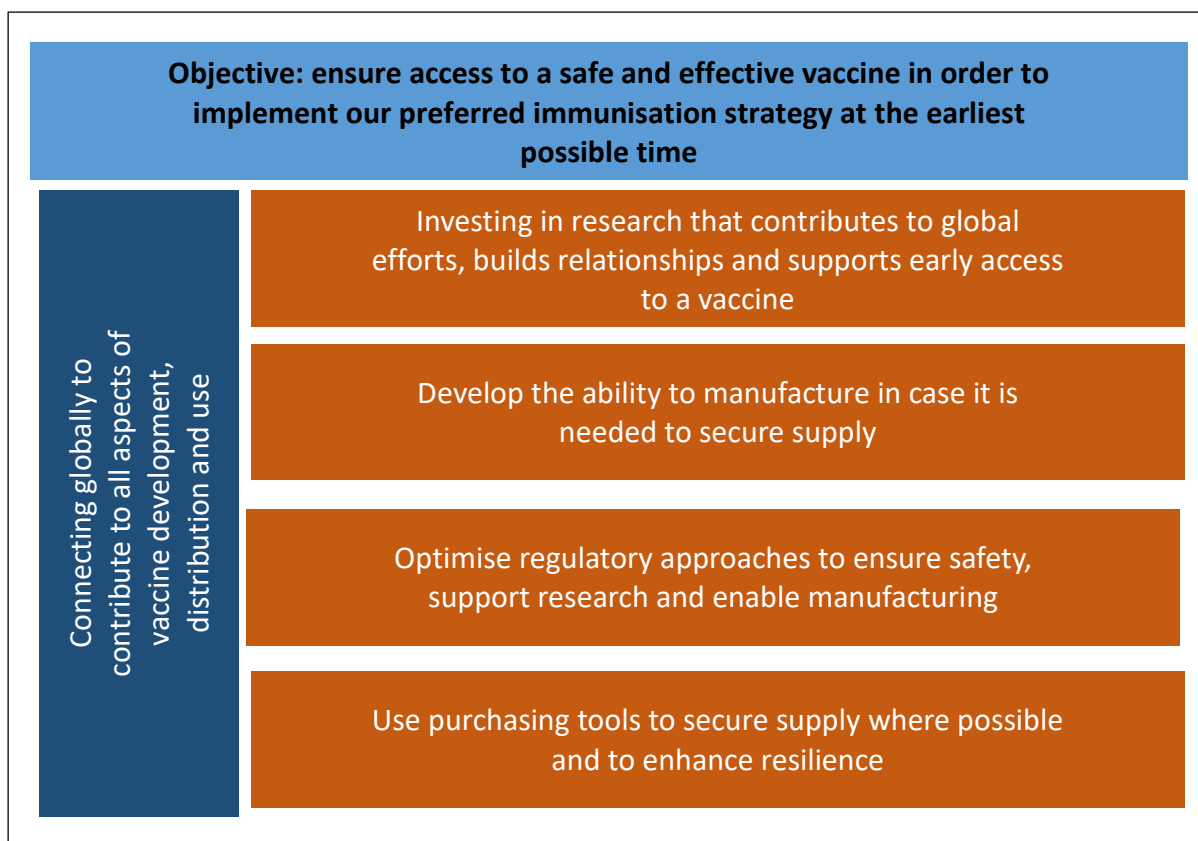 Objective: ensure access to a safe and effective vaccine in order to
implement our preferred immunisation strategy at the earliest
possible time
Connecting globally to
contribute to all aspects of
vaccine development,
distribution and use
Investing in research that contributes to global
efforts, builds relationships and supports early access
to a vaccine
Develop the ability to manufacture in case it is
needed to secure supply
Optimise regulatory approaches to ensure safety,
support research and enable manufacturing
Use purchasing tools to secure supply where possible
and to enhance resilience